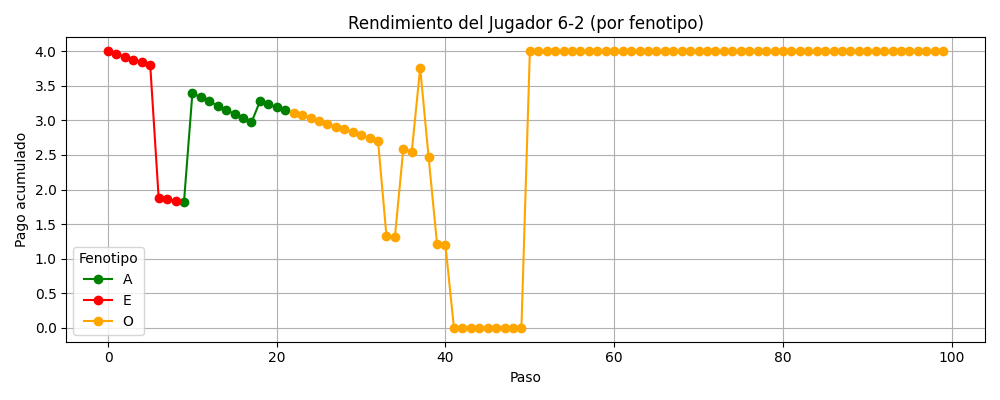 Rendimiento del Jugador 6-2 (por fenotipo)
Pago acumulado
4.0
3.5
3.0
2.5
2.0
1.5
1.0
0.5
0.0
Fenotipo
A
E
O
0 20 40 60 80 100
Paso